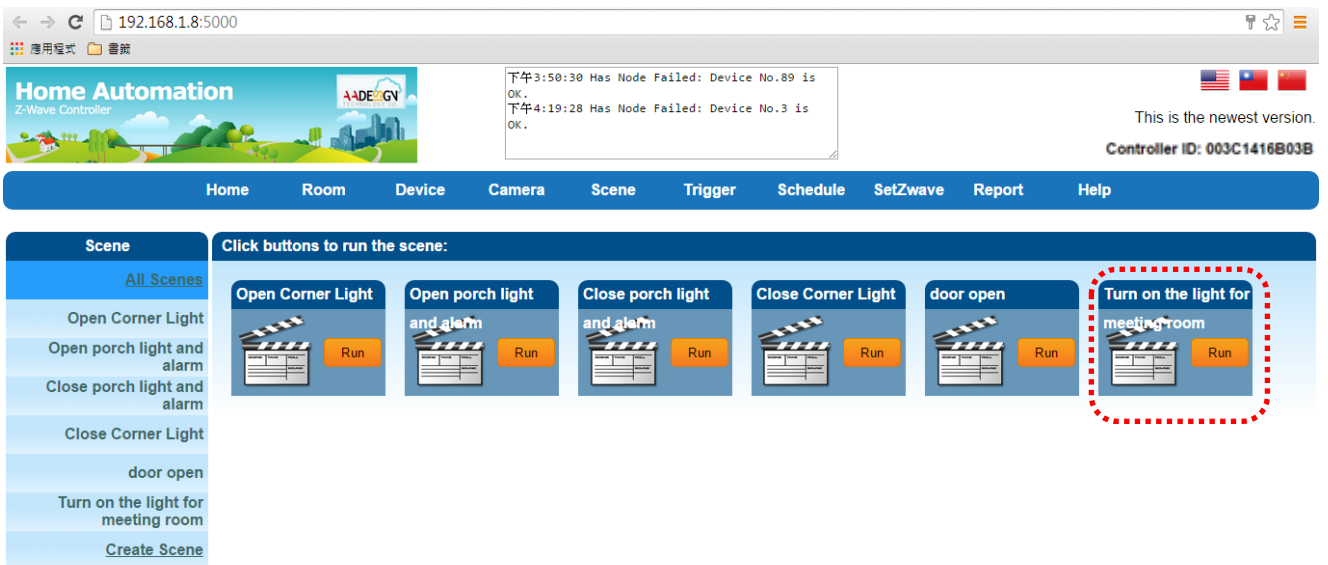 192.168.1.8:5000
應用程式 書籤
Home Automation
Z-Wave Controller
AADESIGN
TECHNOLOGY CO.
下午3:50:30 Has Node Failed: Device No.89 is
OK.
下午4:19:28 Has Node Failed: Device No.3 is
OK.
This is the newest version.
Controller ID: 003C1416B03B
Home Room Device Camera Scene Trigger Schedule SetZwave Report Help
Scene
All Scenes
Open Corner Light
Open porch light and
alarm
Close porch light and
alarm
Close Corner Light
door open
Turn on the light for
meeting room
Create Scene
Click buttons to run the scene:
Open Corner Light
Run
Open porch light
and alarm
Run
Close porch light
and alarm
Run
Close Corner Light
Run
door open
Run
Turn on the light for
meeting room
Run